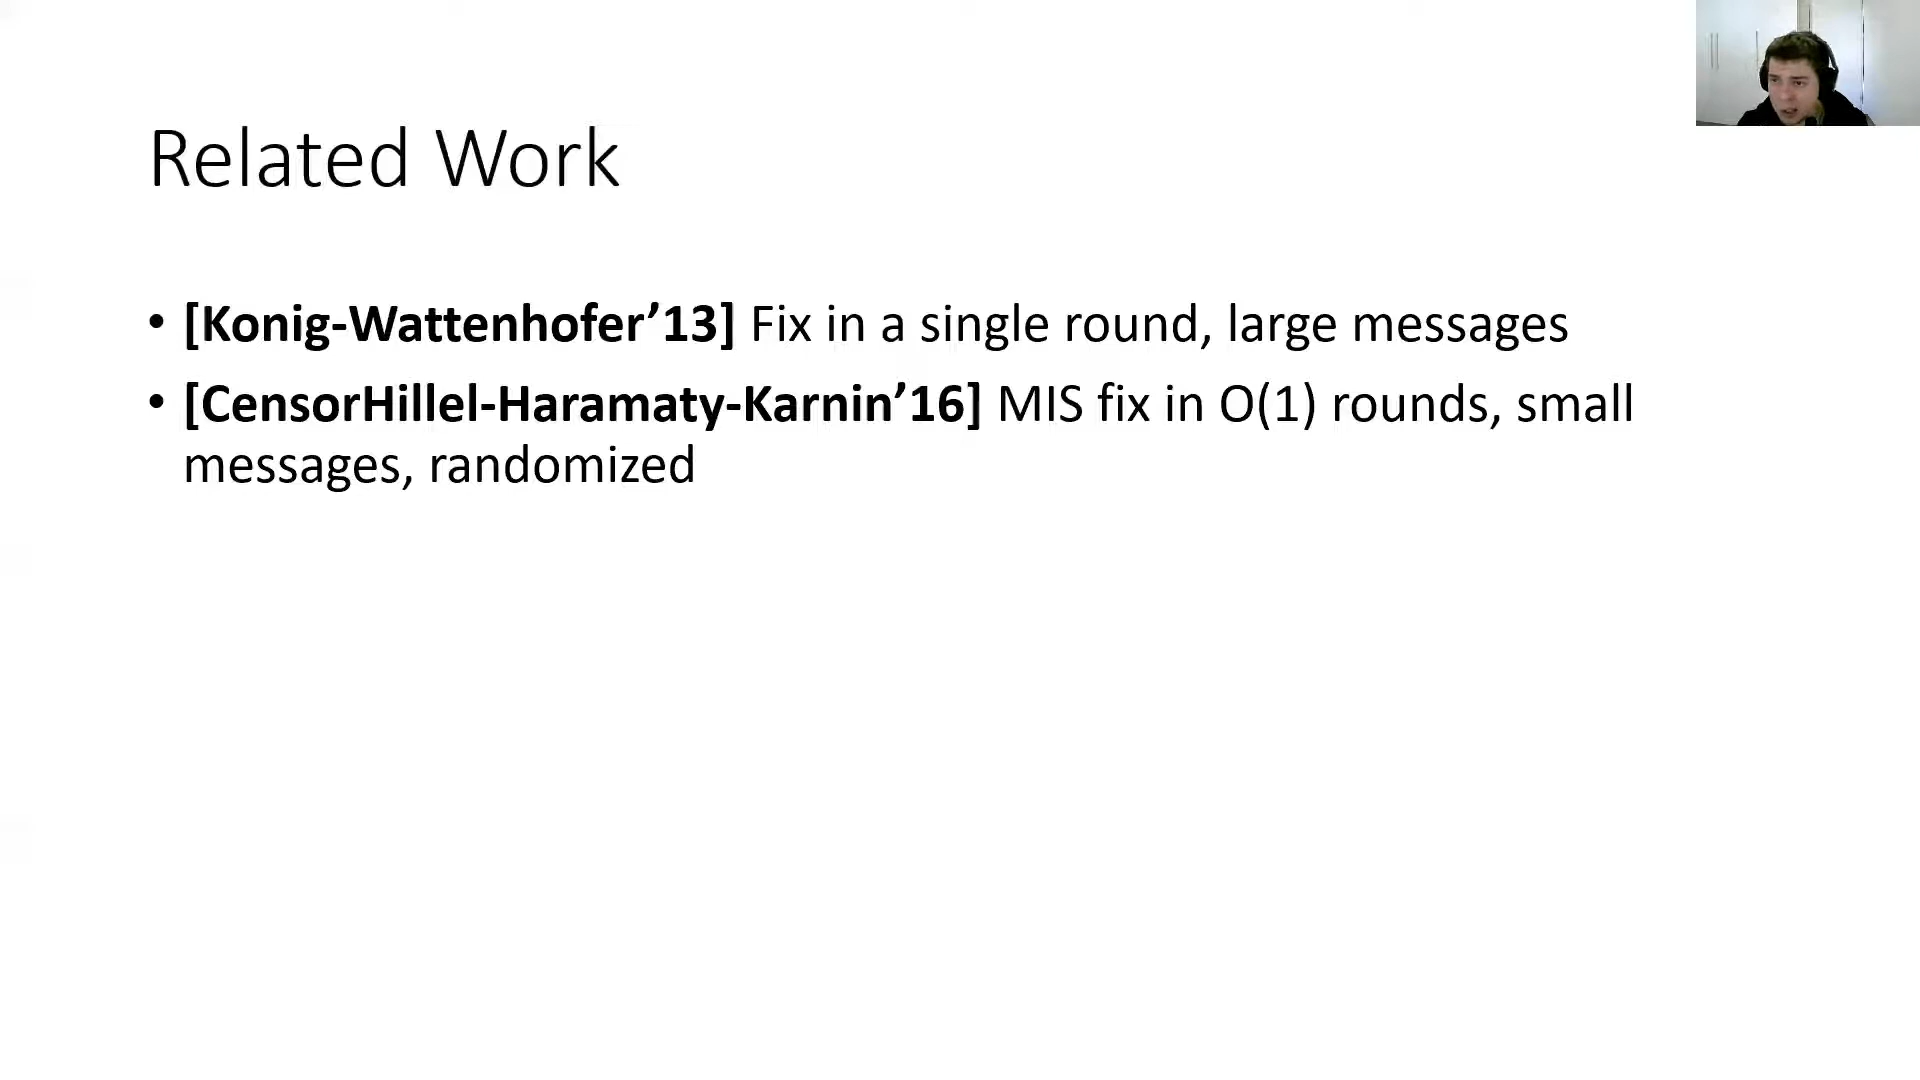 Related Work
• [Konig-Wattenhofer’13] Fix in a single round, large messages
• [CensorHillel-Haramaty-Karnin’16] MIS fix in O(1) rounds, small
messages, randomized